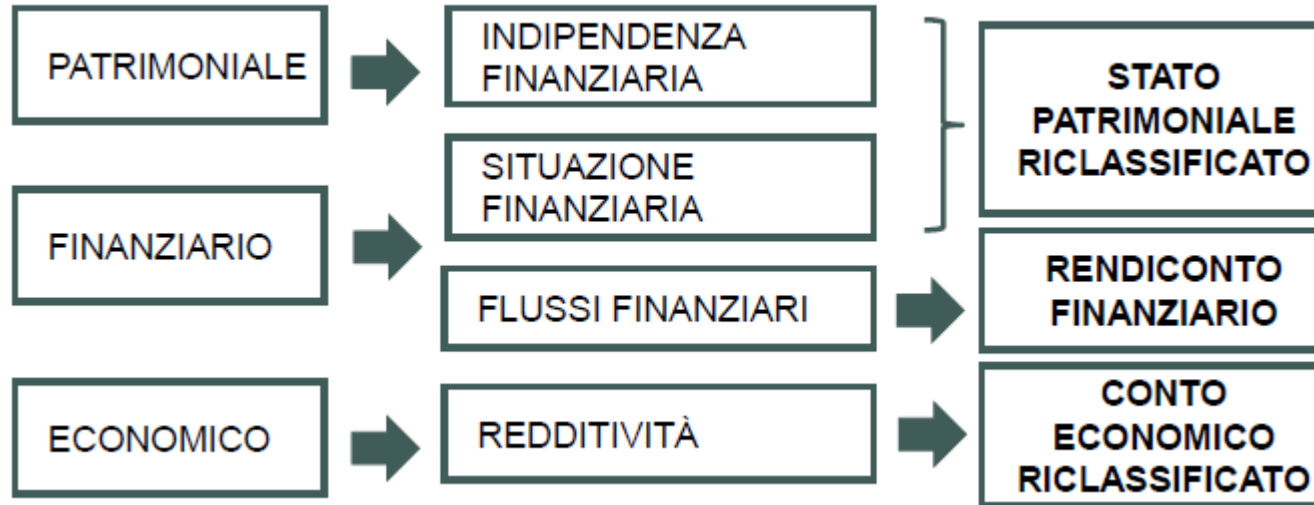 PATRIMONIALE
INDIPENDENZA
FINANZIARIA
STATO
PATRIMONIALE
RICLASSIFICATO
FINANZIARIO
SITUAZIONE
FINANZIARIA
FLUSSI FINANZIARI
RENDICONTO
FINANZIARIO
ECONOMICO
REDDITIVITÀ
CONTO
ECONOMICO
RICLASSIFICATO